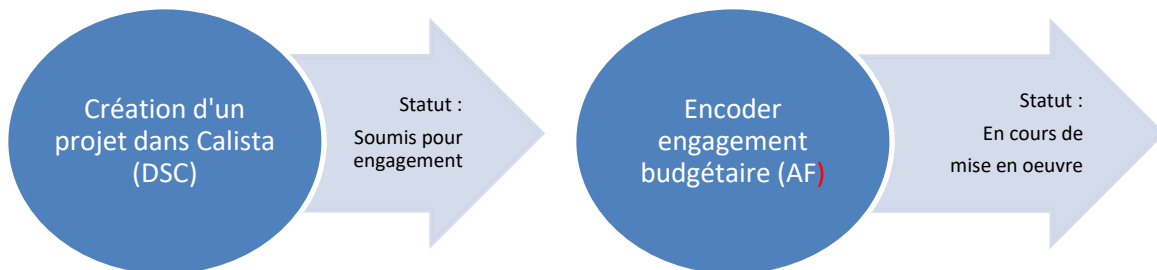 Création d'un
projet dans Calista
(DSC)
Statut :
Soumis pour
engagement
Encoder
engagement
budgétaire (AF)
Statut :
En cours de
mise en oeuvre